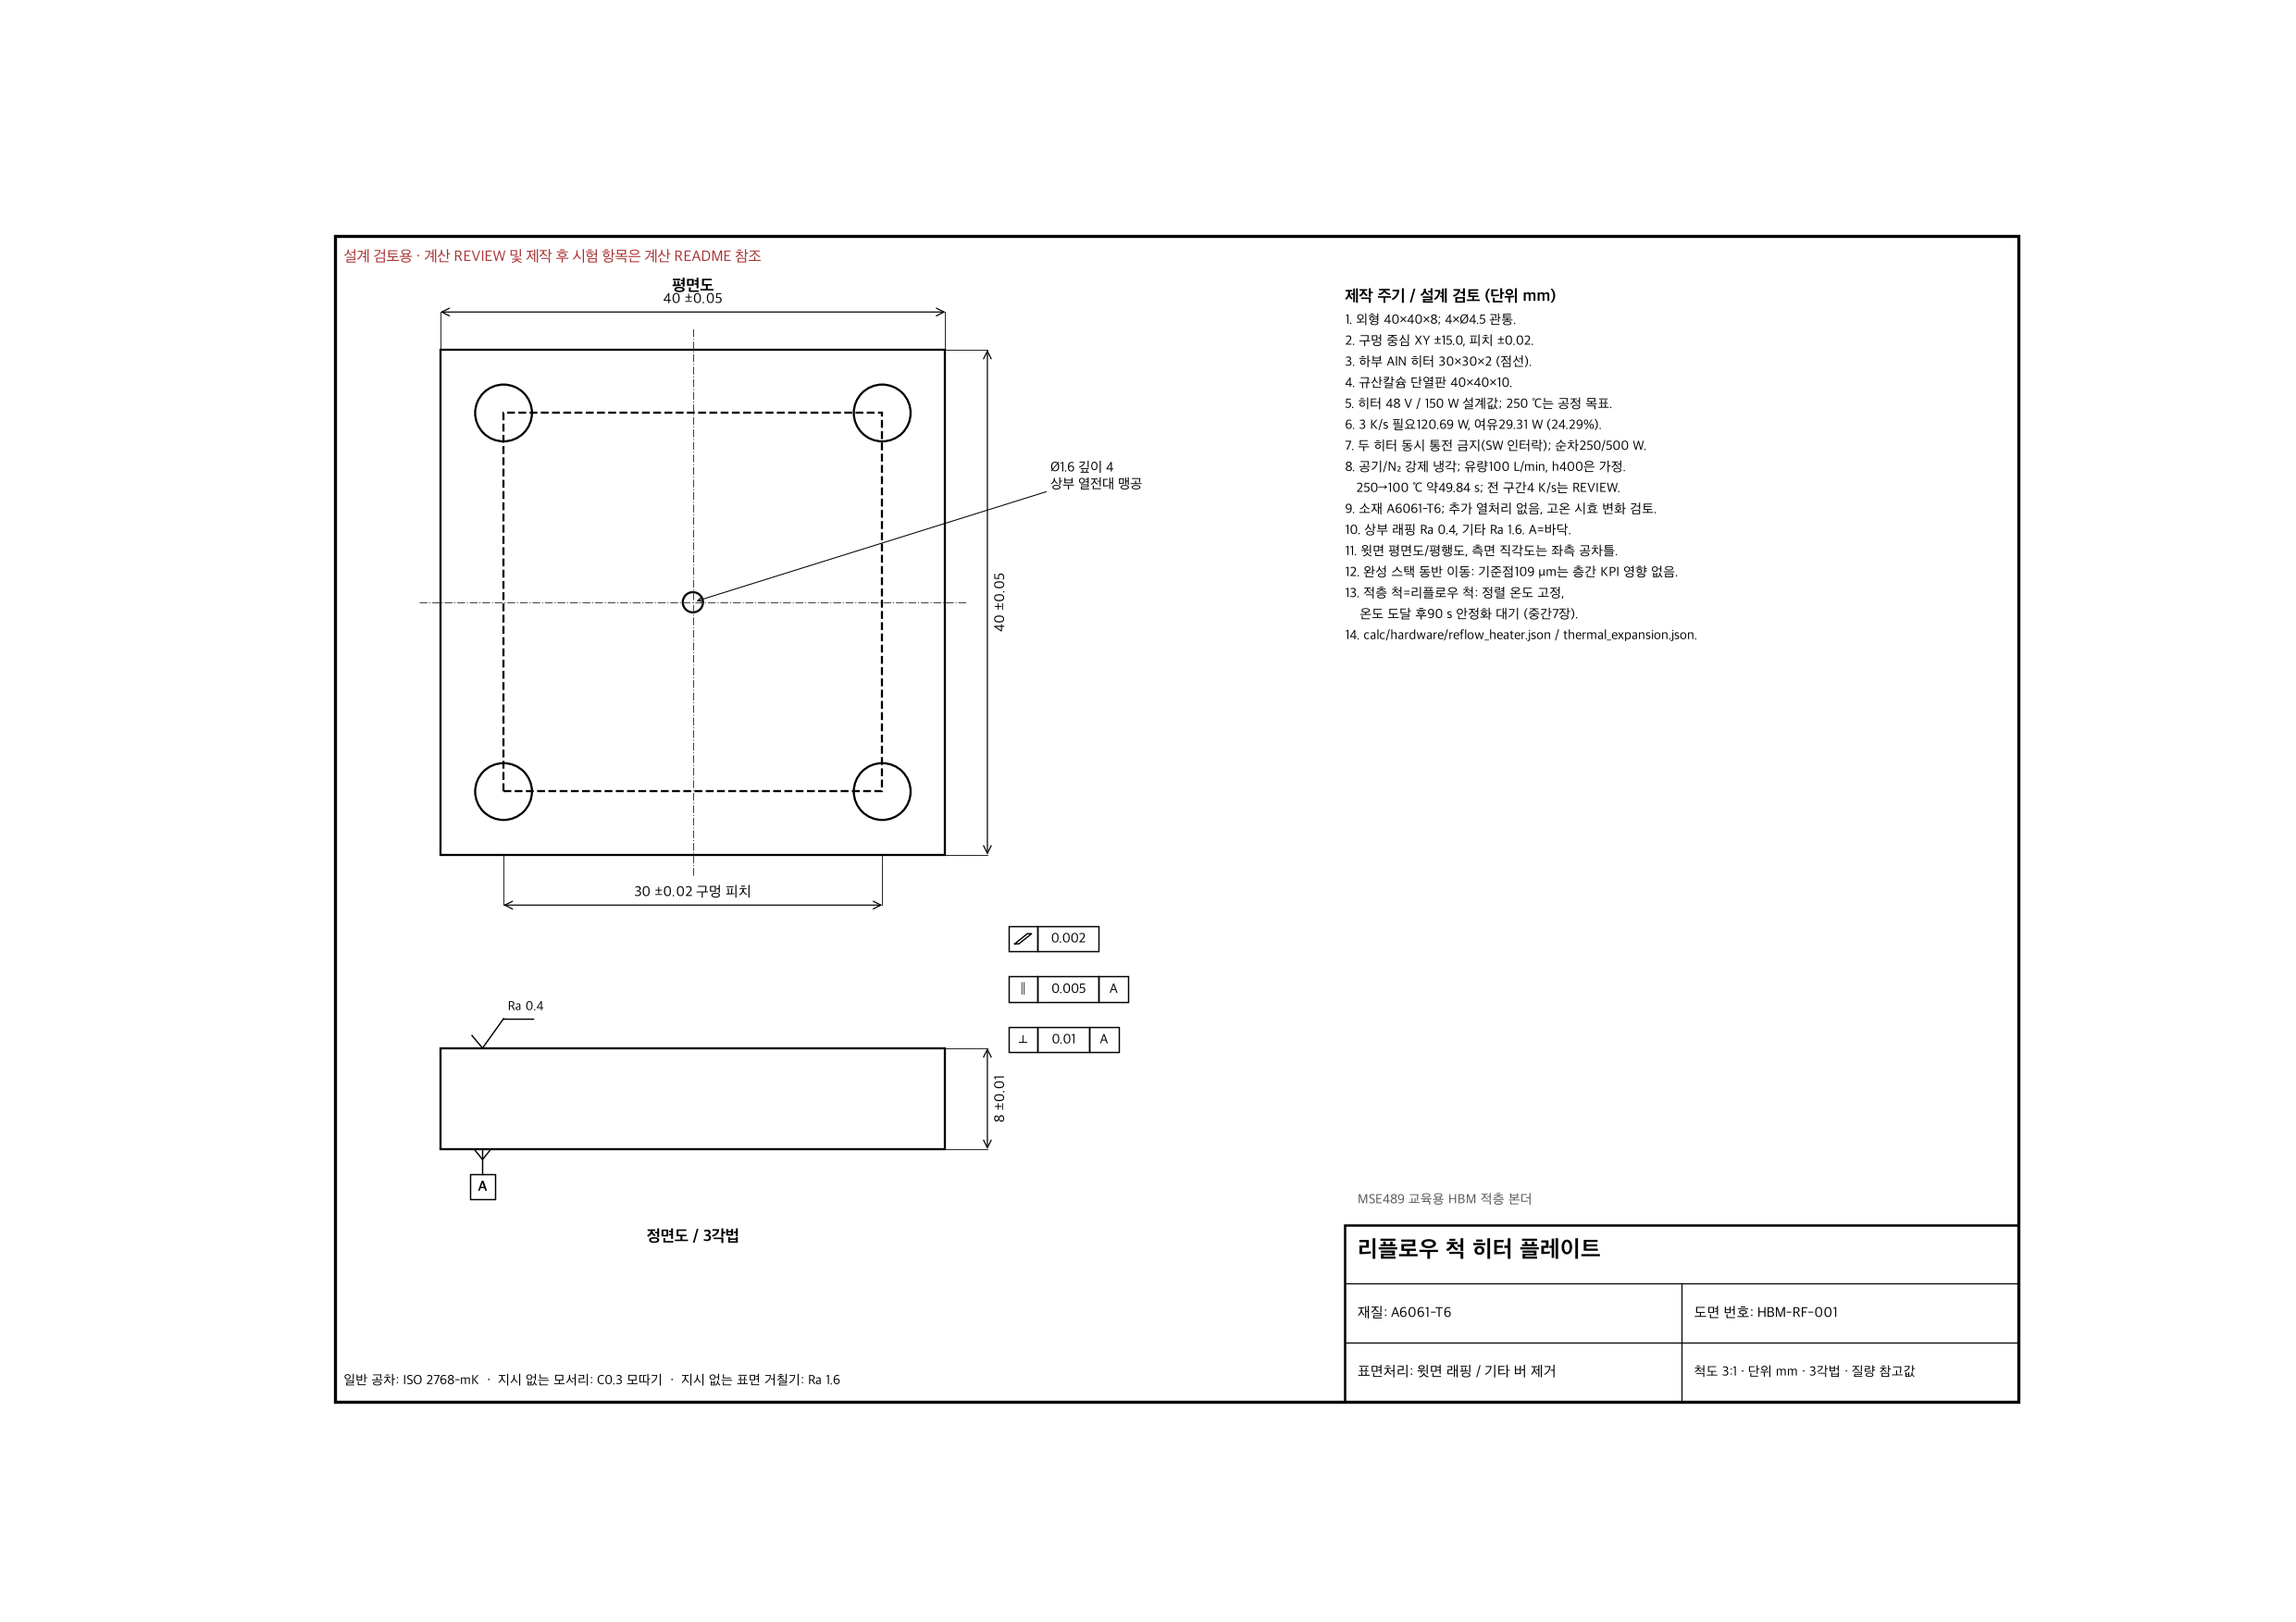 설계 검토용 · 계산 REVIEW 및 제작 후 시험 항목은 계산 README 참조
평면도
40 ±0.05
Ø1.6 깊이 4
상부 열전대 맹공
40 ±0.05
30 ±0.02 구멍 피치
0.002
∥ 0.005 A
⊥ 0.01 A
Ra 0.4
8 ±0.01
A
정면도 / 3각법
일반 공차: ISO 2768-mK · 지시 없는 모서리: C0.3 모따기 · 지시 없는 표면 거칠기: Ra 1.6
제작 주기 / 설계 검토 (단위 mm)
1. 외형 40×40×8; 4×Ø4.5 관통.
2. 구멍 중심 XY ±15.0, 피치 ±0.02.
3. 하부 AlN 히터 30×30×2 (점선).
4. 규산칼슘 단열판 40×40×10.
5. 히터 48 V / 150 W 설계값; 250 ℃는 공정 목표.
6. 3 K/s 필요120.69 W, 여유29.31 W (24.29%).
7. 두 히터 동시 통전 금지(SW 인터락); 순차250/500 W.
8. 공기/N₂ 강제 냉각; 유량100 L/min, h400은 가정.
250→100 ℃ 약49.84 s; 전 구간4 K/s는 REVIEW.
9. 소재 A6061-T6; 추가 열처리 없음, 고온 시효 변화 검토.
10. 상부 래핑 Ra 0.4, 기타 Ra 1.6. A=바닥.
11. 윗면 평면도/평행도, 측면 직각도는 좌측 공차틀.
12. 완성 스택 동반 이동: 기준점109 µm는 층간 KPI 영향 없음.
13. 적층 척=리플로우 척: 정렬 온도 고정,
온도 도달 후90 s 안정화 대기 (중간7장).
14. calc/hardware/reflow_heater.json / thermal_expansion.json.
MSE489 교육용 HBM 적층 본더
리플로우 척 히터 플레이트
재질: A6061-T6
도면 번호: HBM-RF-001
표면처리: 윗면 래핑 / 기타 버 제거
척도 3:1 · 단위 mm · 3각법 · 질량 참고값